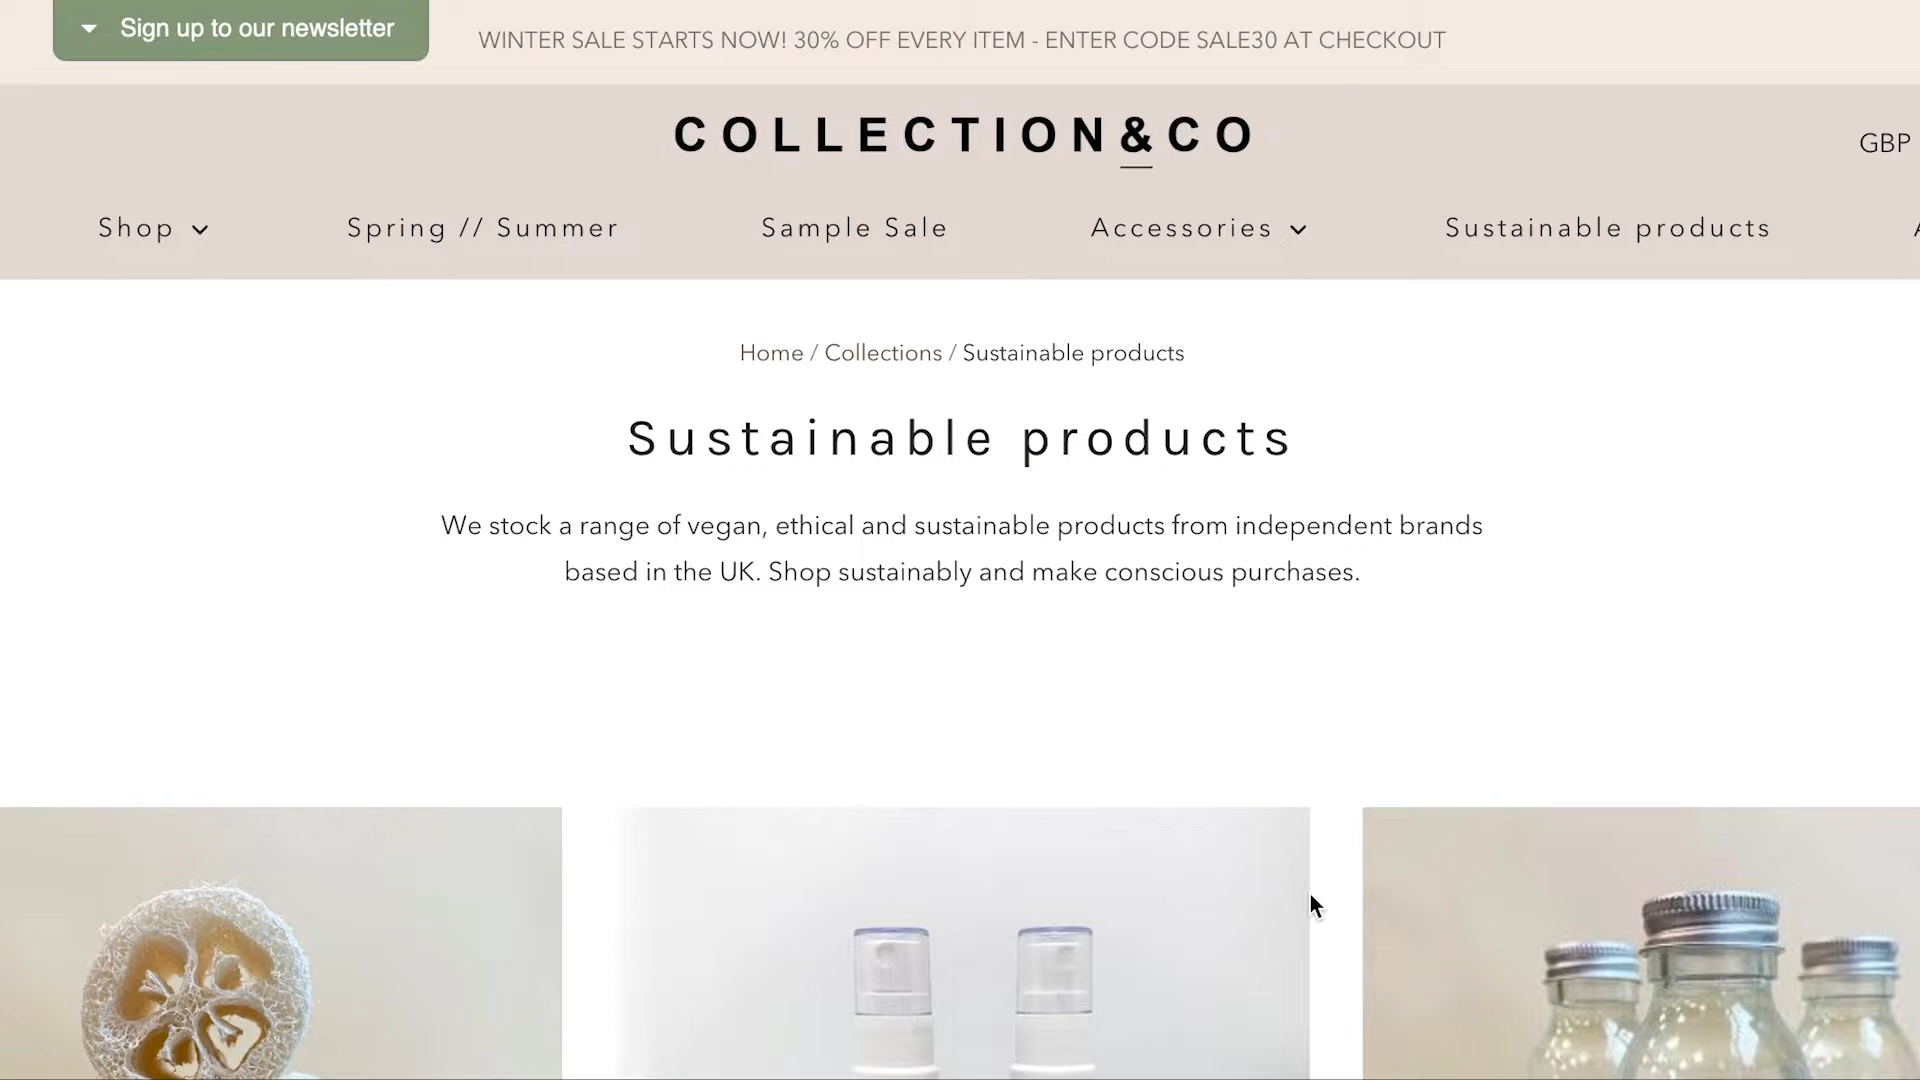 Sign up to our newsletter
WINTER SALE STARTS NOW! 30% OFF EVERY ITEM - ENTER CODE SALE30 AT CHECKOUT
COLLECTION&CO
GBP
Shop
Spring // Summer
Sample Sale
Accessories
Sustainable products
Home / Collections / Sustainable products
Sustainable products
We stock a range of vegan, ethical and sustainable products from independent brands
based in the UK. Shop sustainably and make conscious purchases.